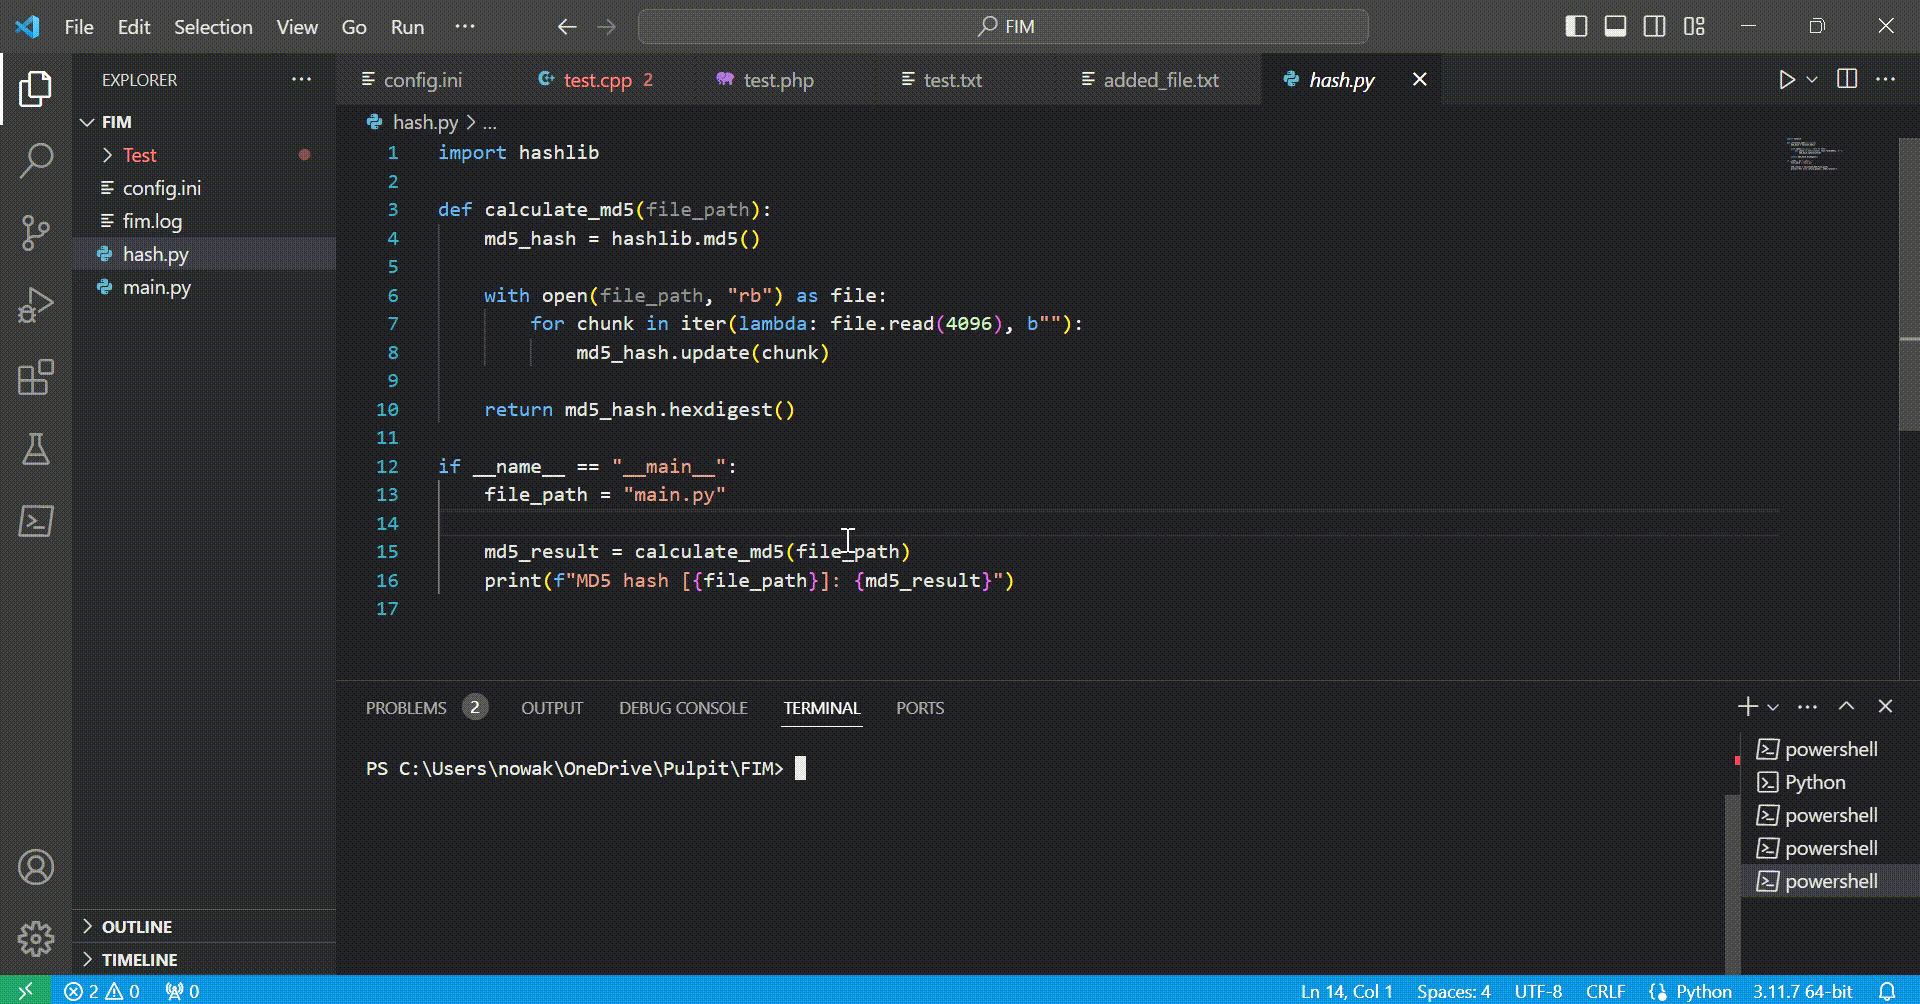 File Edit Selection View Go Run ··· FIM
EXPLORER ···
FIM
Test
config.ini
fim.log
hash.py
main.py
OUTLINE
TIMELINE
config.ini test.cpp 2 test.php test.txt added_file.txt hash.py
hash.py > ...
1 import hashlib
2
3 def calculate_md5(file_path):
4 md5_hash = hashlib.md5()
5
6 with open(file_path, "rb") as file:
7 for chunk in iter(lambda: file.read(4096), b""):
8 md5_hash.update(chunk)
9
10 return md5_hash.hexdigest()
11
12 if __name__ == "__main__":
13 file_path = "main.py"
14
15 md5_result = calculate_md5(file_path)
16 print(f"MD5 hash [{file_path}]: {md5_result}")
17
PROBLEMS 2 OUTPUT DEBUG CONSOLE TERMINAL PORTS
PS C:\Users\nowak\OneDrive\Pulpit\FIM>
powershell
Python
powershell
powershell
powershell
2 0 0 Ln 14, Col 1 Spaces: 4 UTF-8 CRLF Python 3.11.7 64-bit